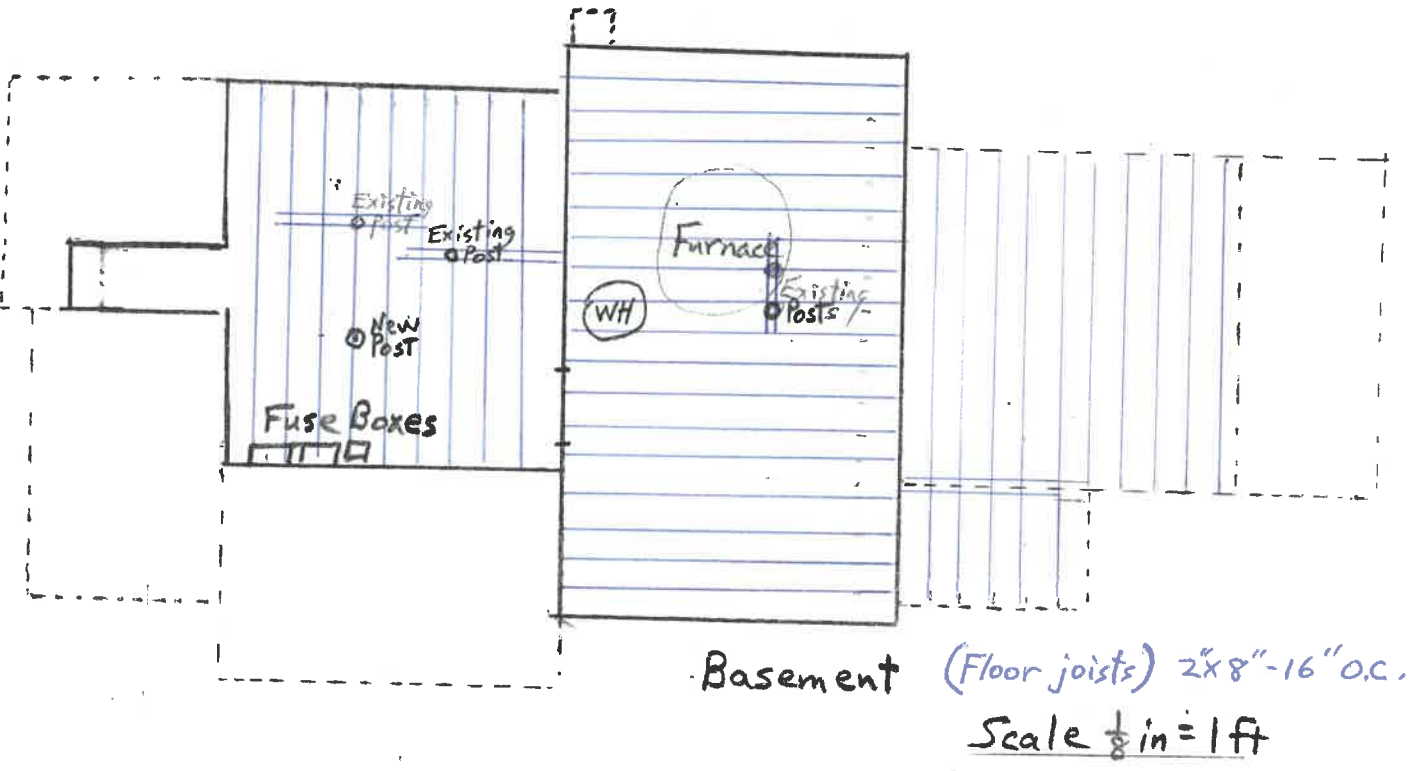 Existing
Post
Existing
Post
Furnace
Existing
Posts
WH
New
Post
Fuse Boxes
Basement
(Floor joists) 2"x8"-16" O.C.
Scale 1/8 in = 1 ft